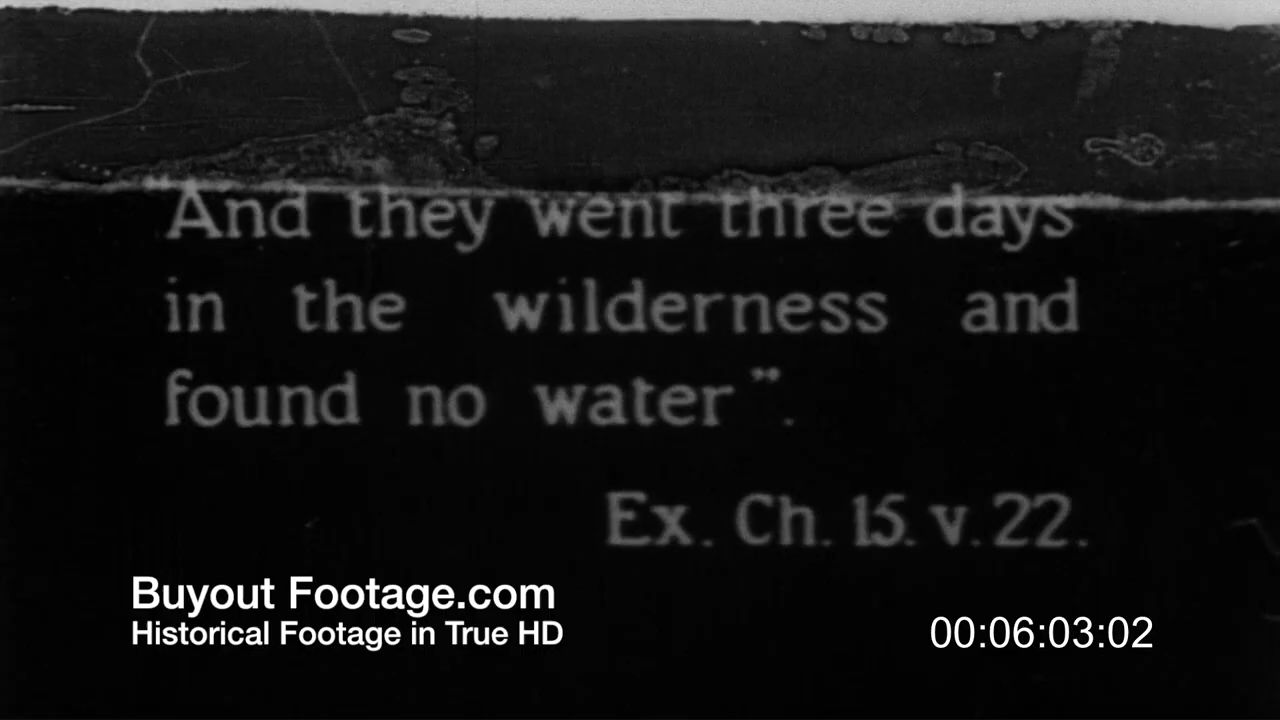 "And they went three days
in the wilderness and
found no water".
Ex. Ch. 15. v. 22.
Buyout Footage.com
Historical Footage in True HD
00:06:03:02